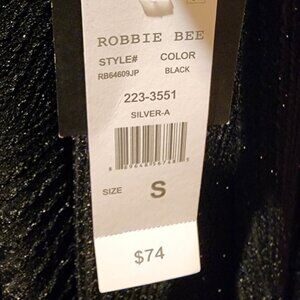 ROBBIE BEE
STYLE# COLOR
RB64609JP BLACK
223-3551
SILVER-A
SIZE S
$74